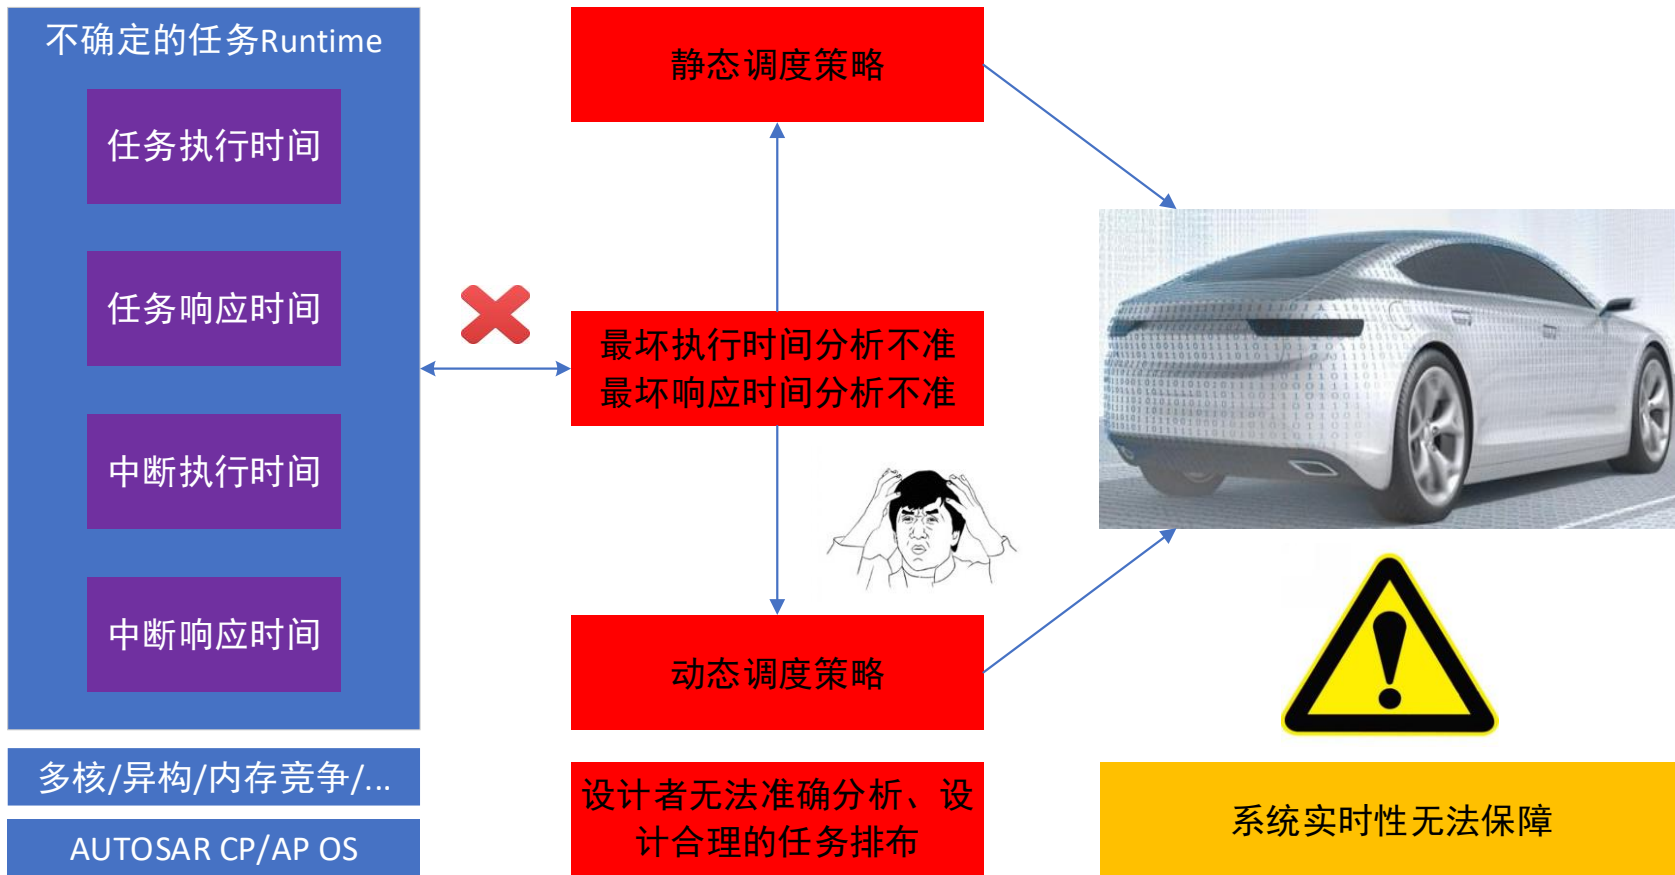 不确定的任务Runtime
任务执行时间
任务响应时间
中断执行时间
中断响应时间
多核/异构/内存竞争/...
AUTOSAR CP/AP OS
静态调度策略
最坏执行时间分析不准
最坏响应时间分析不准
动态调度策略
设计者无法准确分析、设
计合理的任务排布
系统实时性无法保障